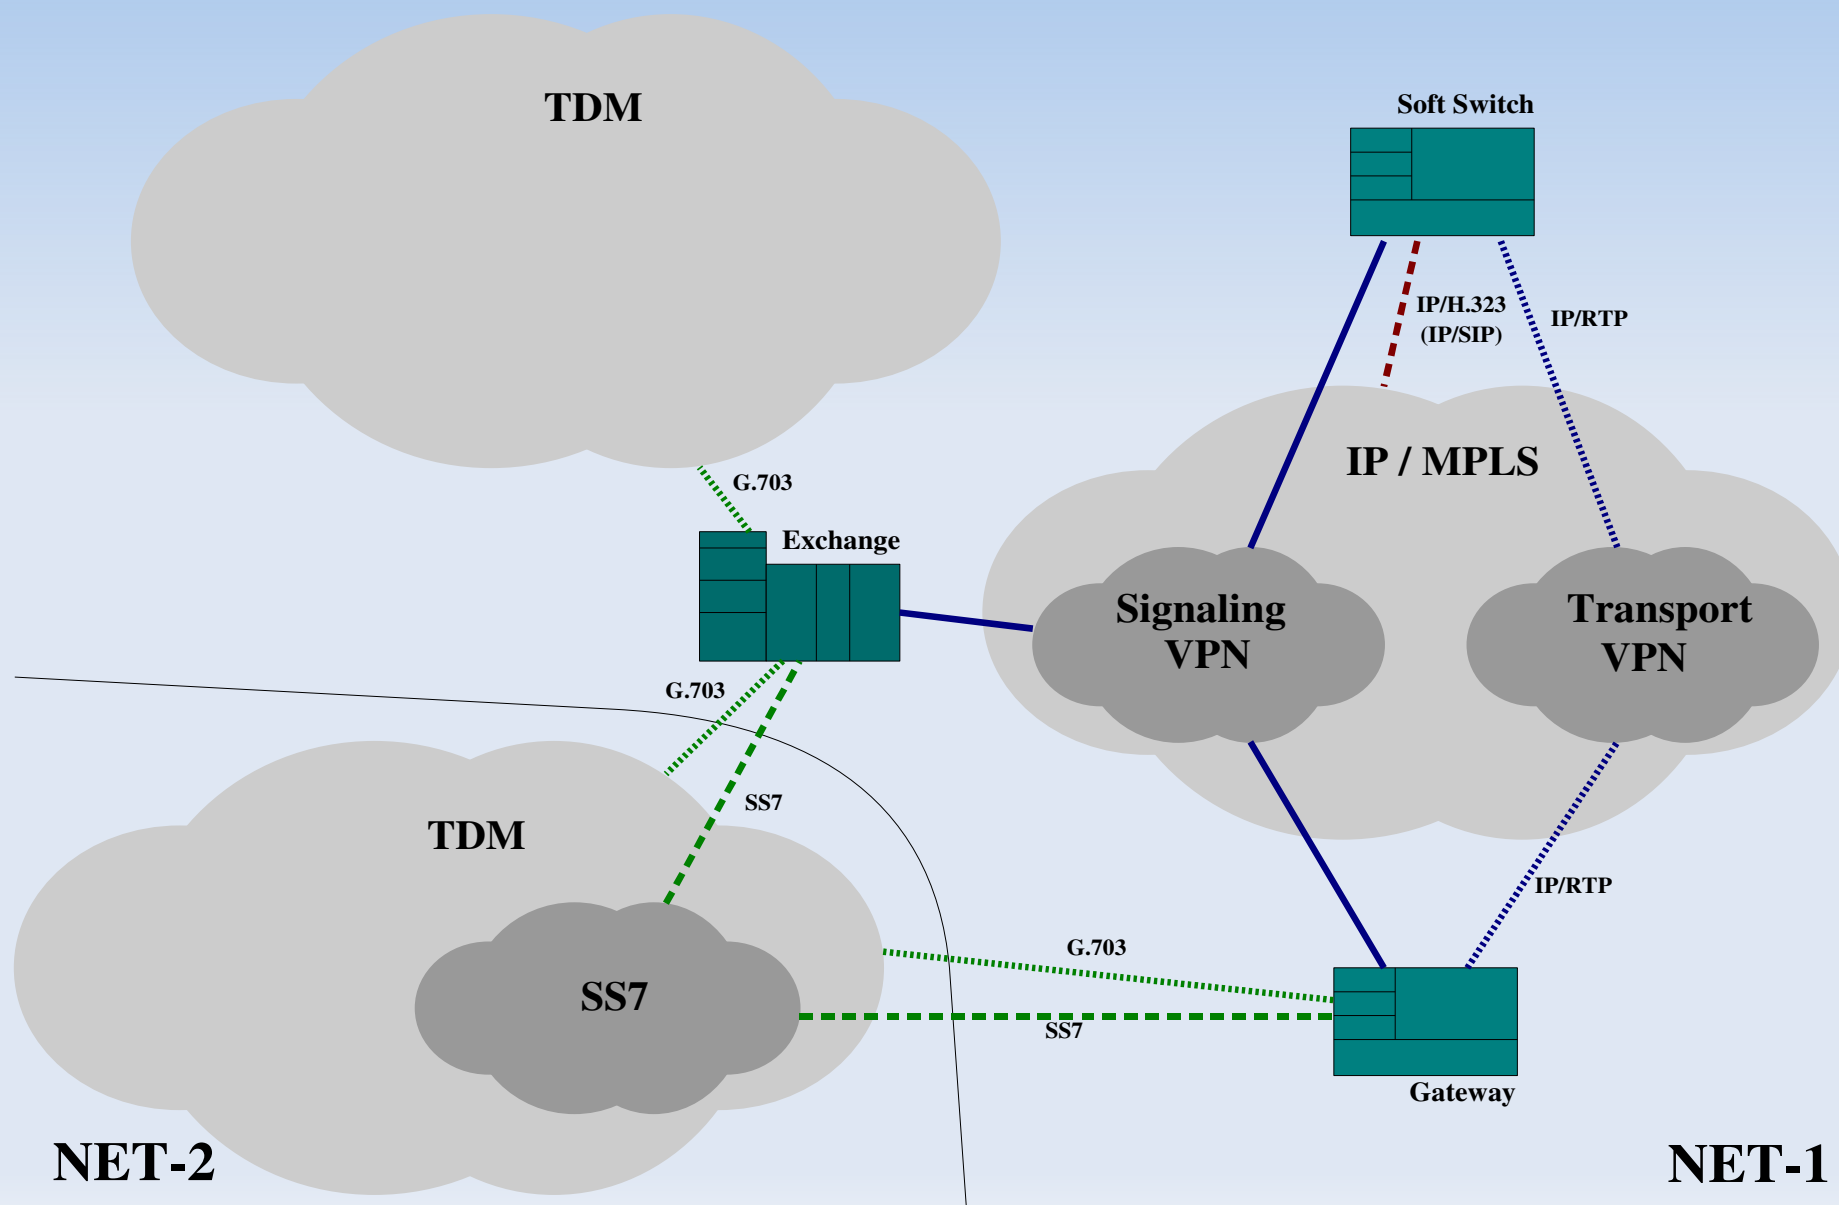 TDM
Soft Switch
IP/H.323
(IP/SIP)
IP/RTP
IP / MPLS
G.703
Exchange
Signaling
VPN
Transport
VPN
G.703
SS7
TDM
IP/RTP
G.703
SS7
SS7
Gateway
NET-2
NET-1